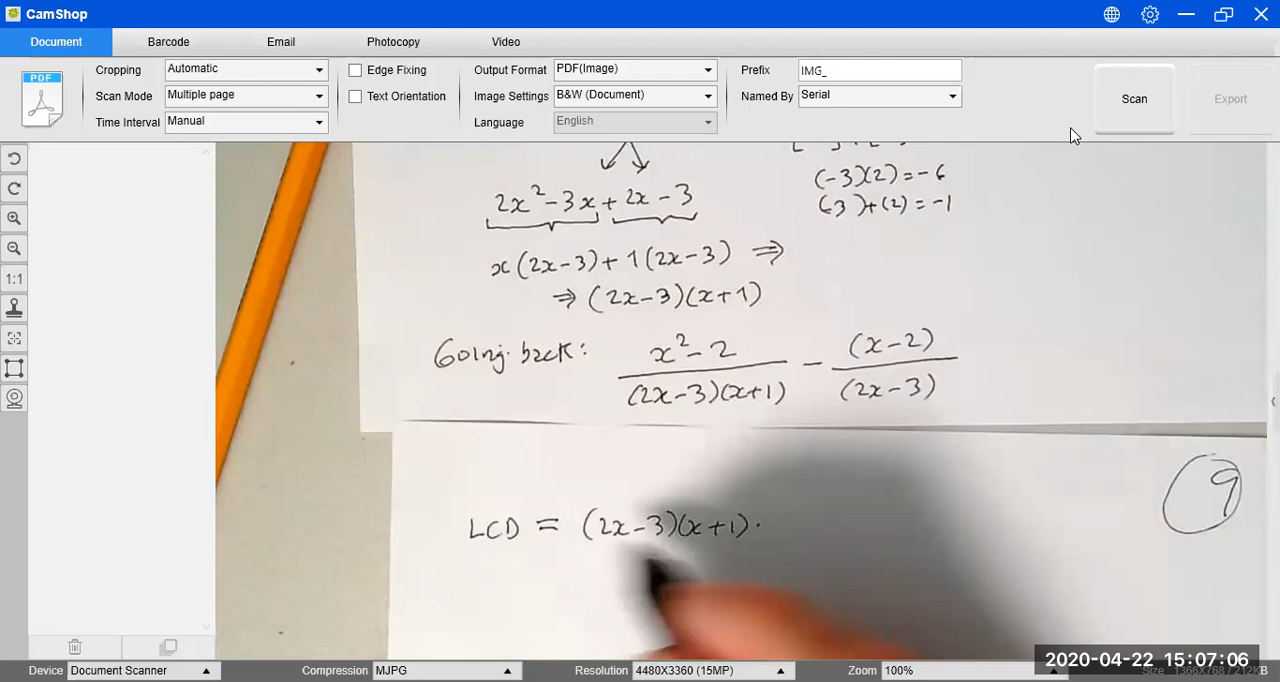 CamShop
Document Barcode Email Photocopy Video
PDF
Cropping Automatic Edge Fixing Output Format PDF(Image) Prefix IMG_
Scan Mode Multiple page Text Orientation Image Settings B&W (Document) Named By Serial Scan Export
Time Interval Manual Language English
1:1
(-3)(2)=-6
2x²-3x+2x-3
(-3)+(2)=-1
x(2x-3)+1(2x-3) ⇒
⇒ (2x-3)(x+1)
Going back: x²-2 / (2x-3)(x+1) - (x-2) / (2x-3)
9
LCD = (2x-3)(x+1).
2020-04-22 15:07:06
Device Document Scanner Compression MJPG Resolution 4480X3360 (15MP) Zoom 100%